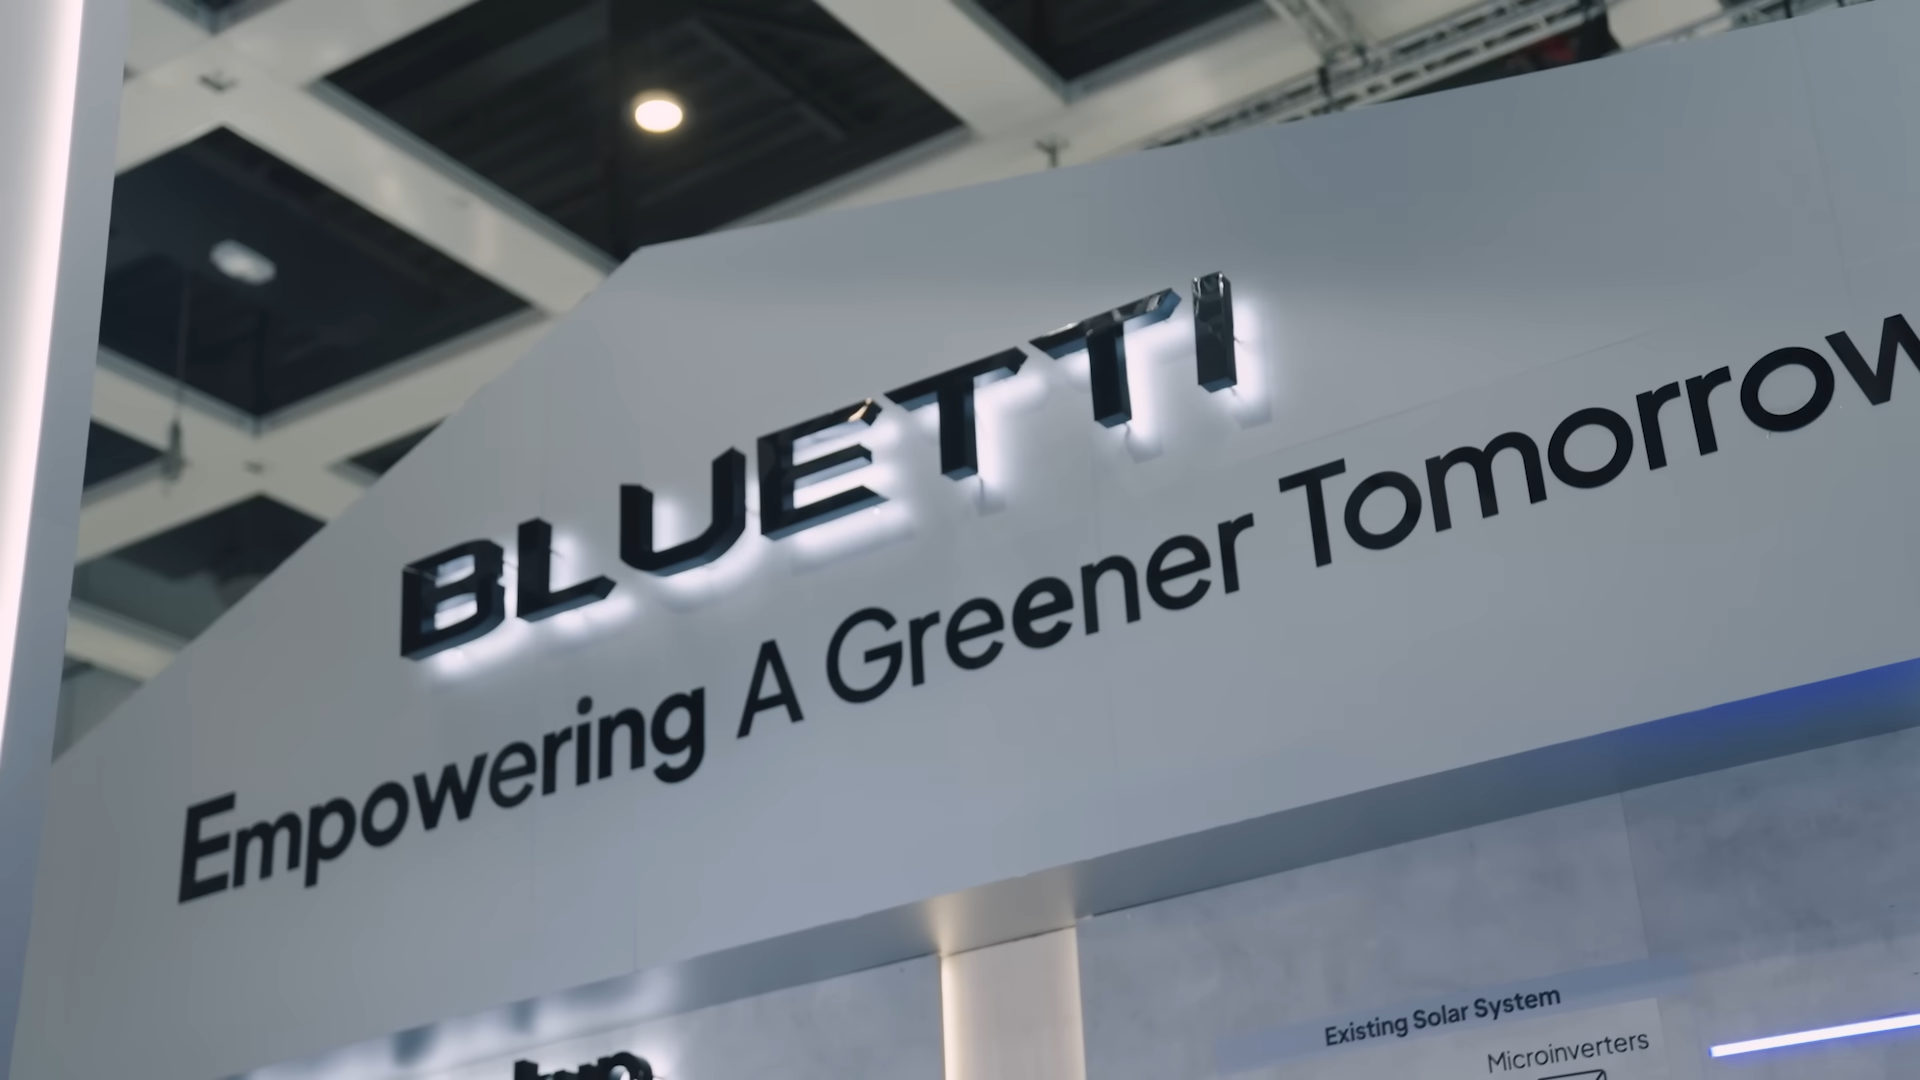 BLUETTI
Empowering A Greener Tomorrow
Existing Solar System
Microinverters